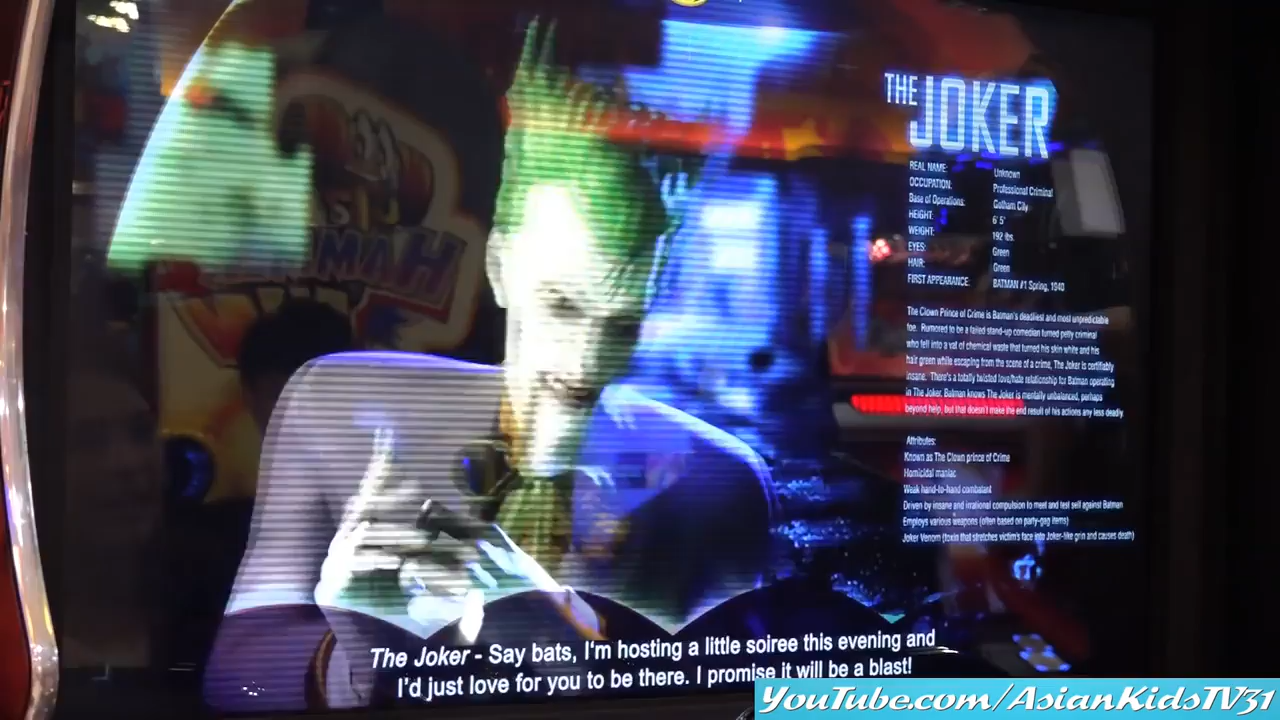 THE JOKER
REAL NAME: Unknown
OCCUPATION: Professional Criminal
Base of Operations: Gotham City
HEIGHT: 6' 5"
WEIGHT: 192 lbs.
EYES: Green
HAIR: Green
FIRST APPEARANCE: BATMAN #1 Spring, 1940
The Clown Prince of Crime is Batman's deadliest and most unpredictable
foe. Rumored to be a failed stand-up comedian turned petty criminal
who fell into a vat of chemical waste that turned his skin white and his
hair green while escaping from the scene of a crime, The Joker is certifiably
insane. There's a totally twisted love/hate relationship for Batman operating
in The Joker. Batman knows The Joker is mentally unbalanced, perhaps
beyond help, but that doesn't make the end result of his actions any less deadly
Attributes:
Known as The Clown prince of Crime
Homicidal maniac
Weak hand-to-hand combatant
Driven by insane and irrational compulsion to meet and test self against Batman
Employs various weapons (often based on party-gag items)
Joker Venom (toxin that stretches victim's face into Joker-like grin and causes death)
The Joker - Say bats, I'm hosting a little soiree this evening and
I'd just love for you to be there. I promise it will be a blast!
YouTube.com/AsianKidsTV31